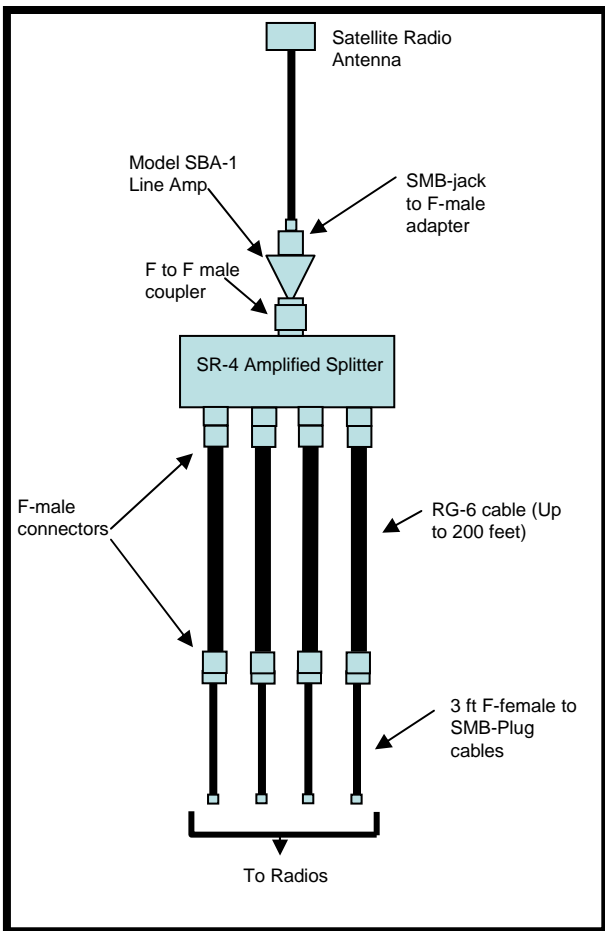 Satellite Radio
Antenna
Model SBA-1
Line Amp
SMB-jack
to F-male
adapter
F to F male
coupler
SR-4 Amplified Splitter
F-male
connectors
RG-6 cable (Up
to 200 feet)
3 ft F-female to
SMB-Plug
cables
To Radios